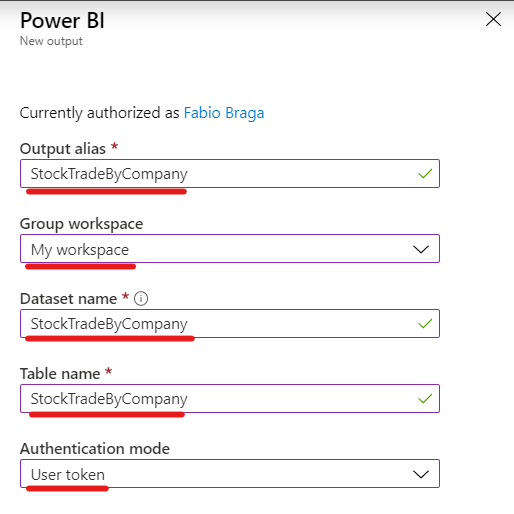 Power BI
New output
Currently authorized as Fabio Braga
Output alias *
StockTradeByCompany
Group workspace
My workspace
Dataset name *
StockTradeByCompany
Table name *
StockTradeByCompany
Authentication mode
User token